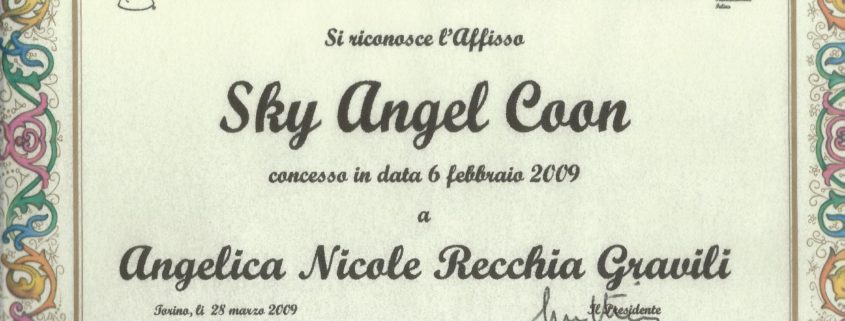 Si riconosce l'Affisso
Sky Angel Coon
concesso in data 6 febbraio 2009
a
Angelica Nicole Recchia Gravili
Torino, li 28 marzo 2009
Il Presidente